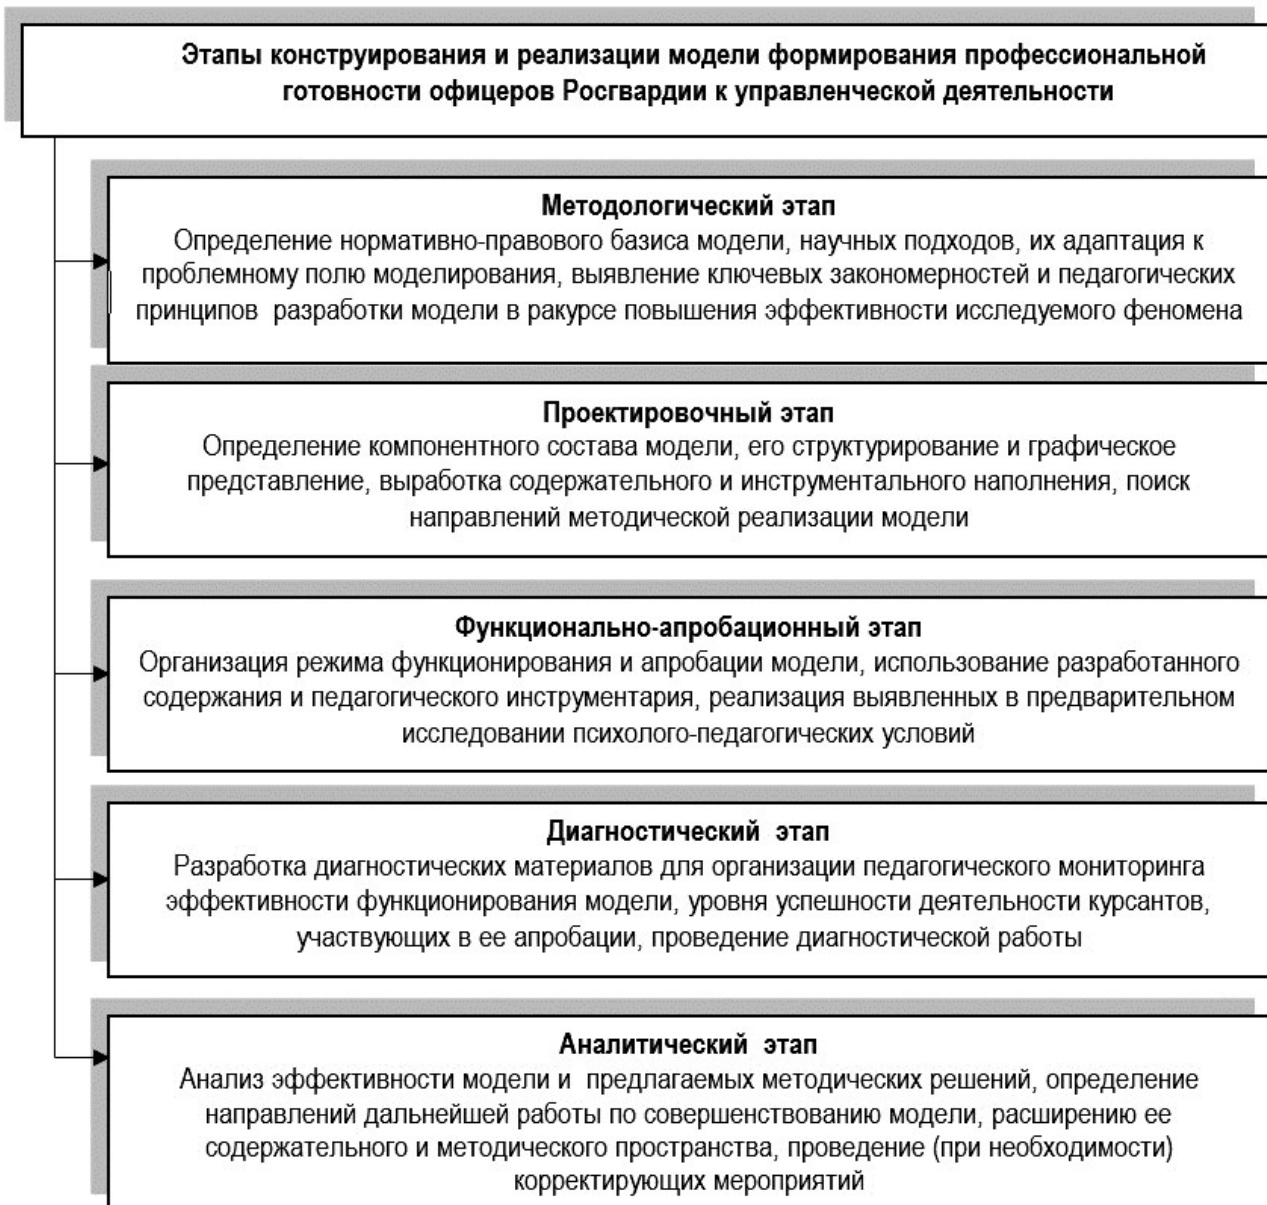 Этапы конструирования и реализации модели формирования профессиональной
готовности офицеров Росгвардии к управленческой деятельности
Методологический этап
Определение нормативно-правового базиса модели, научных подходов, их адаптация к
проблемному полю моделирования, выявление ключевых закономерностей и педагогических
принципов разработки модели в ракурсе повышения эффективности исследуемого феномена
Проектировочный этап
Определение компонентного состава модели, его структурирование и графическое
представление, выработка содержательного и инструментального наполнения, поиск
направлений методической реализации модели
Функционально-апробационный этап
Организация режима функционирования и апробации модели, использование разработанного
содержания и педагогического инструментария, реализация выявленных в предварительном
исследовании психолого-педагогических условий
Диагностический этап
Разработка диагностических материалов для организации педагогического мониторинга
эффективности функционирования модели, уровня успешности деятельности курсантов,
участвующих в ее апробации, проведение диагностической работы
Аналитический этап
Анализ эффективности модели и предлагаемых методических решений, определение
направлений дальнейшей работы по совершенствованию модели, расширению ее
содержательного и методического пространства, проведение (при необходимости)
корректирующих мероприятий